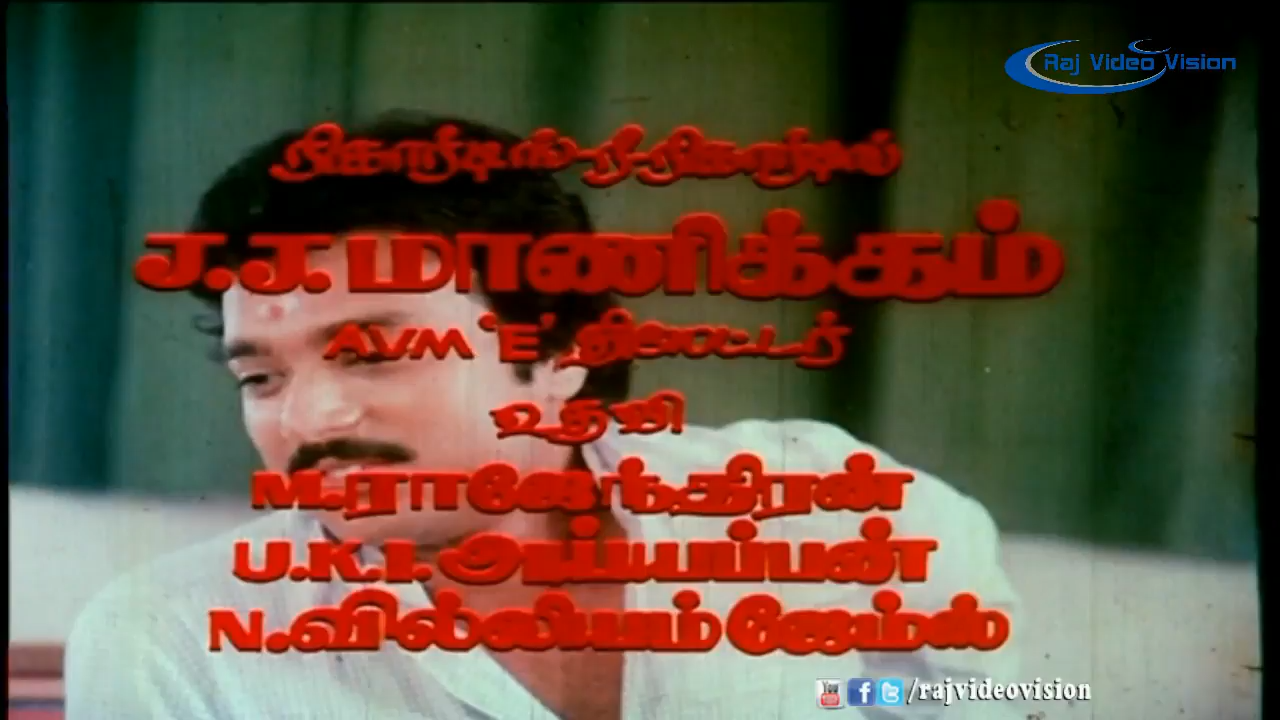 Raj Video Vision
ரிகார்டிங்-ரீ-ரிகார்டிங்
J.J.மாணிக்கம்
AVM 'E' தியேட்டர்
உதவி
M.ராஜேந்திரன்
U.K.I.அய்யப்பன்
N.வில்லியம் ஜேம்ஸ்
/rajvideovision